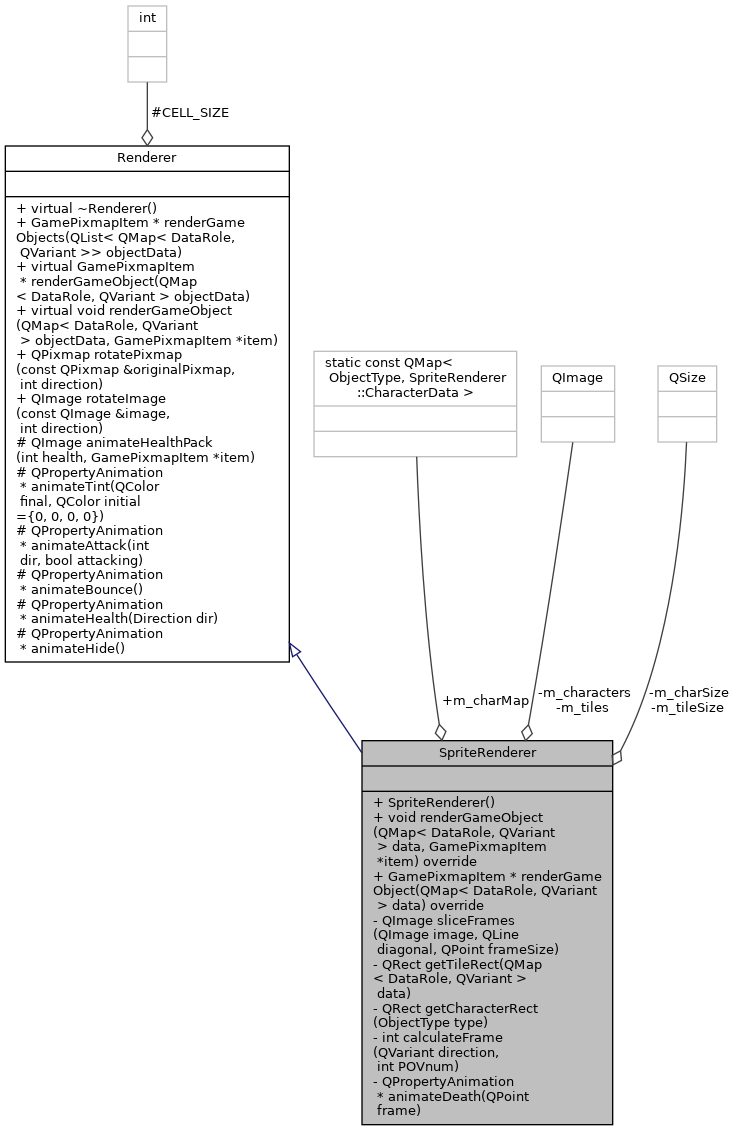 int
#CELL_SIZE
Renderer
+ virtual ~Renderer()
+ GamePixmapItem * renderGame
Objects(QList< QMap< DataRole,
QVariant >> objectData)
+ virtual GamePixmapItem
* renderGameObject(QMap
< DataRole, QVariant > objectData)
+ virtual void renderGameObject
(QMap< DataRole, QVariant
> objectData, GamePixmapItem *item)
+ QPixmap rotatePixmap
(const QPixmap &originalPixmap,
int direction)
+ QImage rotateImage
(const QImage &image,
int direction)
# QImage animateHealthPack
(int health, GamePixmapItem *item)
# QPropertyAnimation
* animateTint(QColor
final, QColor initial
={0, 0, 0, 0})
# QPropertyAnimation
* animateAttack(int
dir, bool attacking)
# QPropertyAnimation
* animateBounce()
# QPropertyAnimation
* animateHealth(Direction dir)
# QPropertyAnimation
* animateHide()
static const QMap<
ObjectType, SpriteRenderer
::CharacterData >
QImage
QSize
+m_charMap
-m_characters
-m_tiles
-m_charSize
-m_tileSize
SpriteRenderer
+ SpriteRenderer()
+ void renderGameObject
(QMap< DataRole, QVariant
> data, GamePixmapItem
*item) override
+ GamePixmapItem * renderGame
Object(QMap< DataRole, QVariant
> data) override
- QImage sliceFrames
(QImage image, QLine
diagonal, QPoint frameSize)
- QRect getTileRect(QMap
< DataRole, QVariant >
data)
- QRect getCharacterRect
(ObjectType type)
- int calculateFrame
(QVariant direction,
int POVnum)
- QPropertyAnimation
* animateDeath(QPoint
frame)